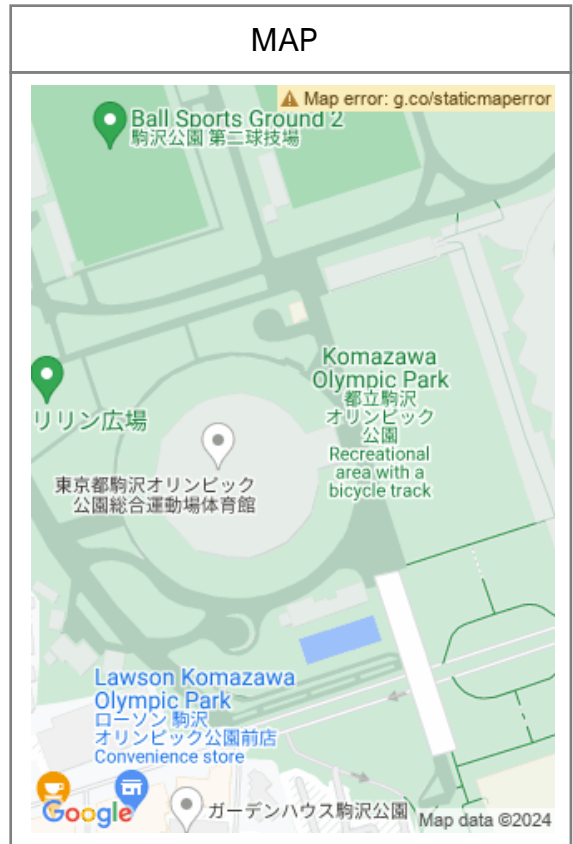 MAP
Map error: g.co/staticmaperror
Ball Sports Ground 2
駒沢公園 第二球技場
Komazawa
Olympic Park
都立駒沢
オリンピック
公園
Recreational
area with a
bicycle track
リリン広場
東京都駒沢オリンピック
公園総合運動場体育館
Lawson Komazawa
Olympic Park
ローソン 駒沢
オリンピック公園前店
Convenience store
Google
ガーデンハウス駒沢公園
Map data ©2024